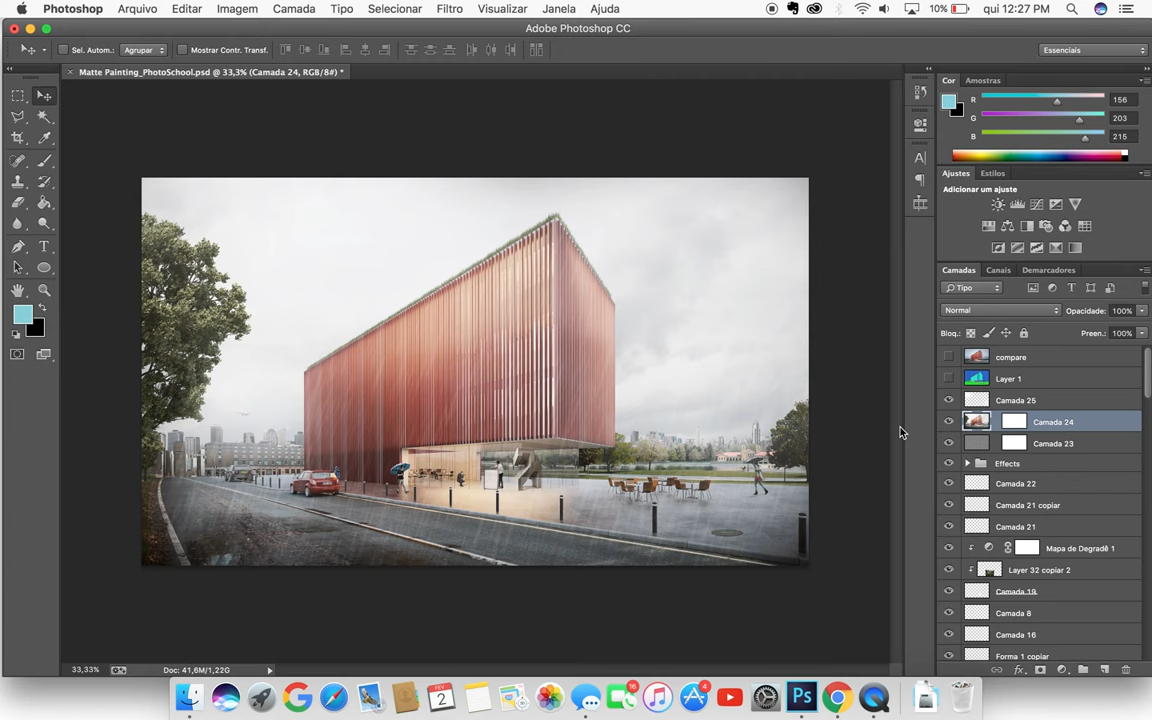 Photoshop Arquivo Editar Imagem Camada Tipo Selecionar Filtro Visualizar Janela Ajuda 10% qui 12:27 PM
Adobe Photoshop CC
Sel. Autom.: Agrupar Mostrar Contr. Transf. Essenciais
× Matte Painting_PhotoSchool.psd @ 33,3% (Camada 24, RGB/8#) *
Cor Amostras
R 156
G 203
B 215
Ajustes Estilos
Adicionar um ajuste
Camadas Canais Demarcadores
Tipo
Normal Opacidade: 100%
Bloq.: Preen.: 100%
compare
Layer 1
Camada 25
Camada 24
Camada 23
Effects
Camada 22
Camada 21 copiar
Camada 21
Mapa de Degradê 1
Layer 32 copiar 2
Camada 19
Camada 8
Camada 16
Forma 1 copiar
33,33% Doc: 41,6M/1,22G
FEV
2
16
4
Ps